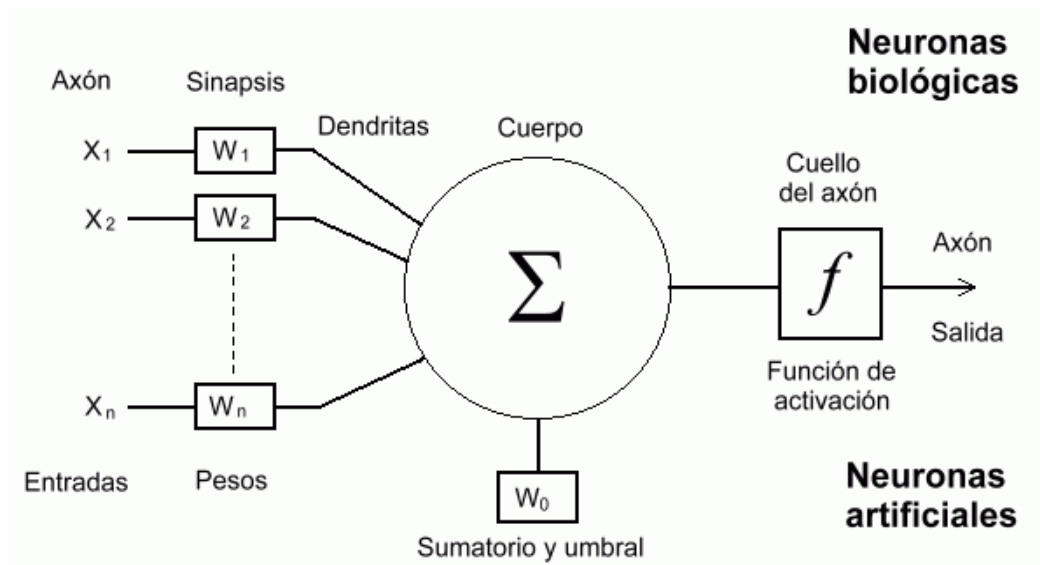 Neuronas
biológicas
Axón
Sinapsis
Dendritas
Cuerpo
Cuello
del axón
X1
W1
X2
W2
Σ
f
Axón
Salida
Función de
activación
Xn
Wn
Entradas
Pesos
W0
Sumatorio y umbral
Neuronas
artificiales